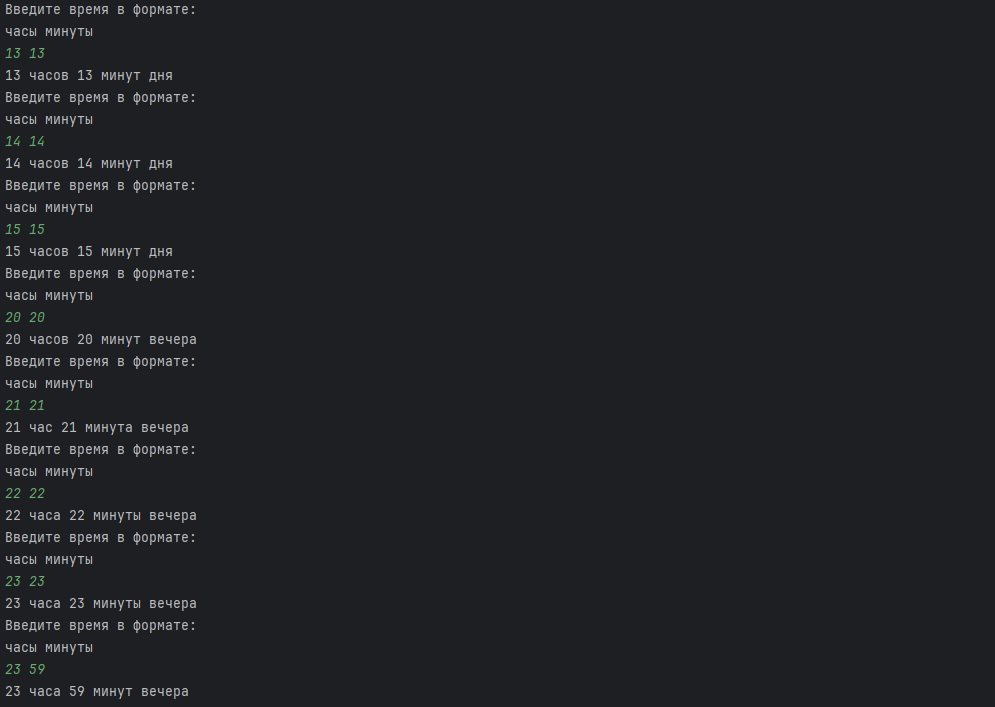 Введите время в формате:
часы минуты
13 13
13 часов 13 минут дня
Введите время в формате:
часы минуты
14 14
14 часов 14 минут дня
Введите время в формате:
часы минуты
15 15
15 часов 15 минут дня
Введите время в формате:
часы минуты
20 20
20 часов 20 минут вечера
Введите время в формате:
часы минуты
21 21
21 час 21 минута вечера
Введите время в формате:
часы минуты
22 22
22 часа 22 минуты вечера
Введите время в формате:
часы минуты
23 23
23 часа 23 минуты вечера
Введите время в формате:
часы минуты
23 59
23 часа 59 минут вечера